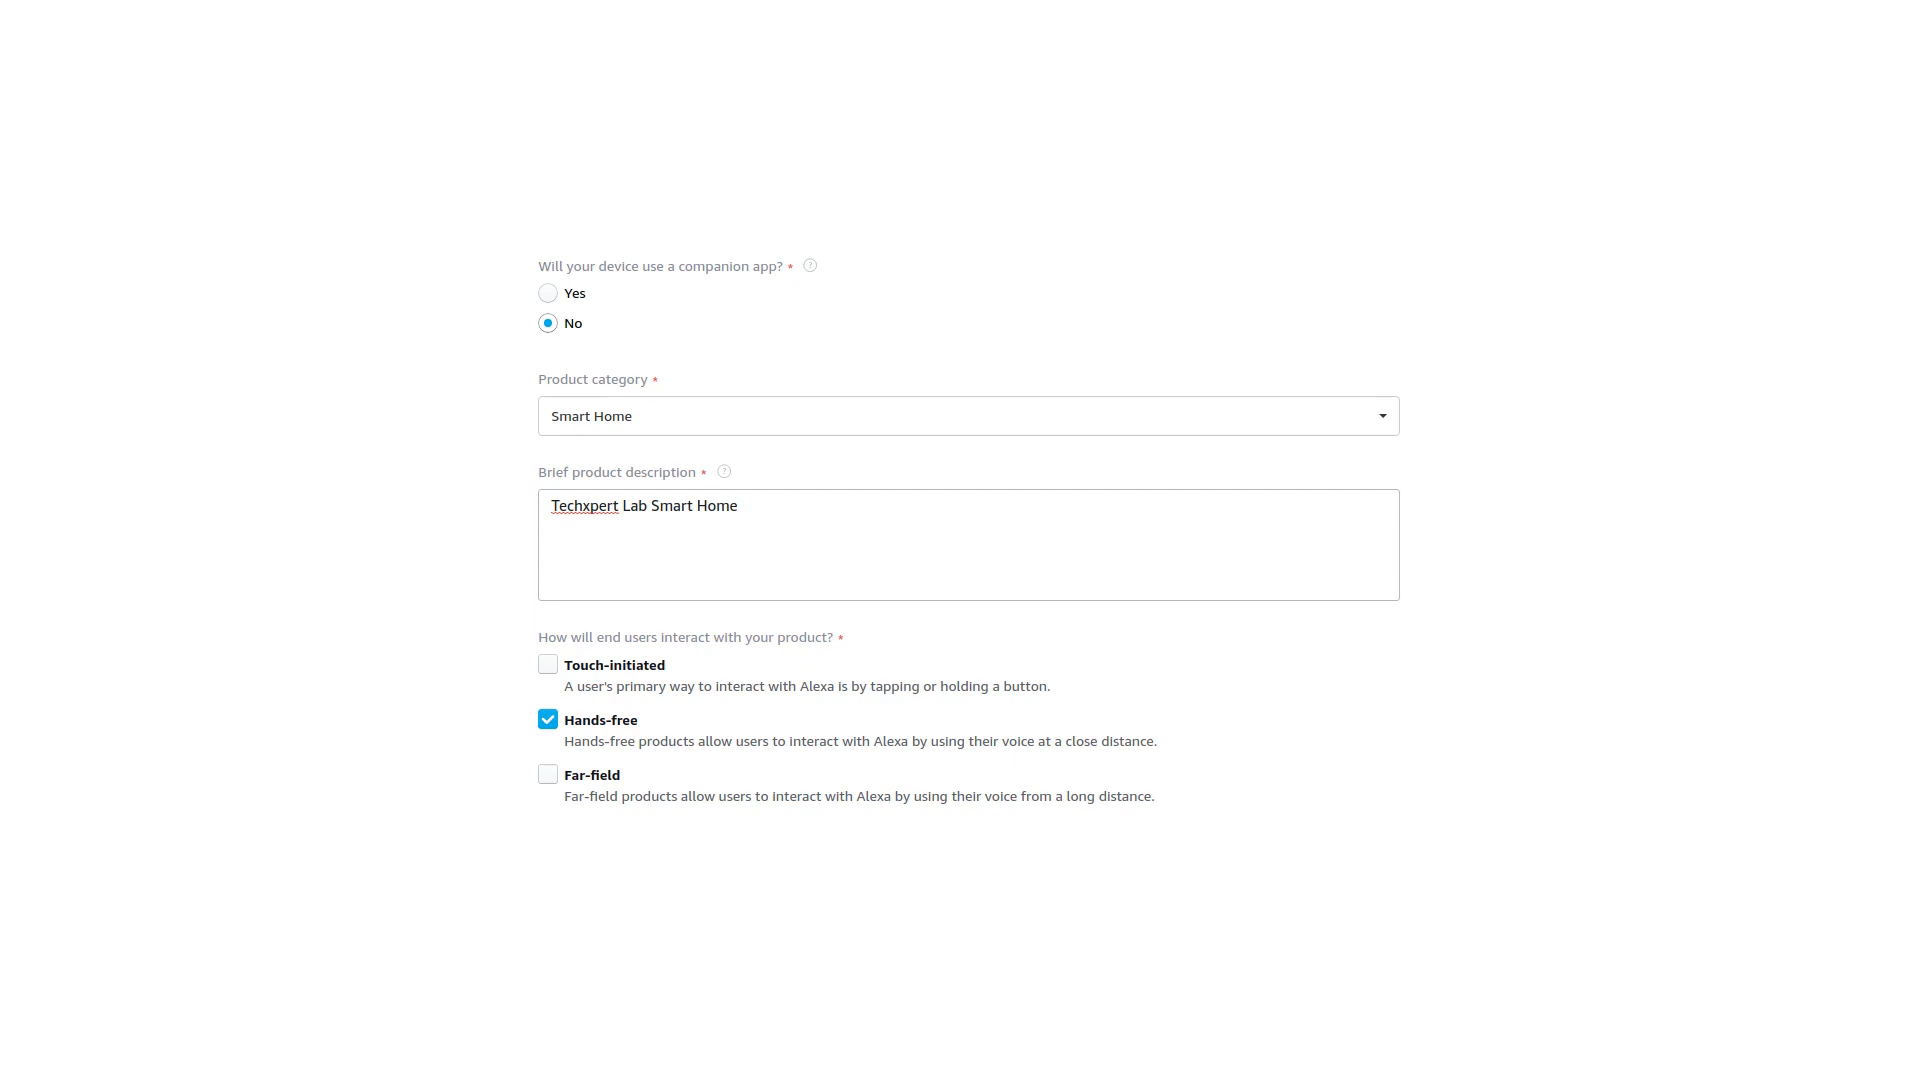 Will your device use a companion app? * ?
Yes
No
Product category *
Smart Home
Brief product description * ?
Techxpert Lab Smart Home
How will end users interact with your product? *
Touch-initiated
A user's primary way to interact with Alexa is by tapping or holding a button.
Hands-free
Hands-free products allow users to interact with Alexa by using their voice at a close distance.
Far-field
Far-field products allow users to interact with Alexa by using their voice from a long distance.